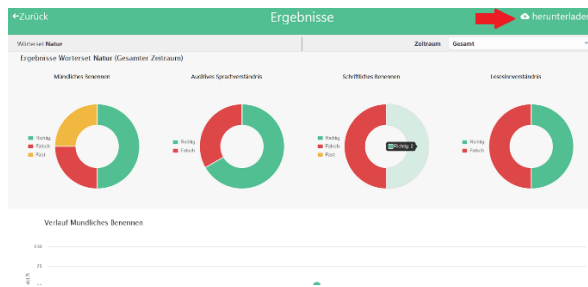 ←Zurück Ergebnisse herunterladen
Wörterset Natur Zeitraum Gesamt
Ergebnisse Wörterset Natur (Gesamter Zeitraum)
Mündliches Benennen Auditives Sprachverständnis Schriftliches Benennen Lesesinnverständnis
Richtig Falsch Fast
Richtig Falsch
Richtig Falsch Fast
Richtig 2
Richtig Falsch
Verlauf Mündliches Benennen
100
75